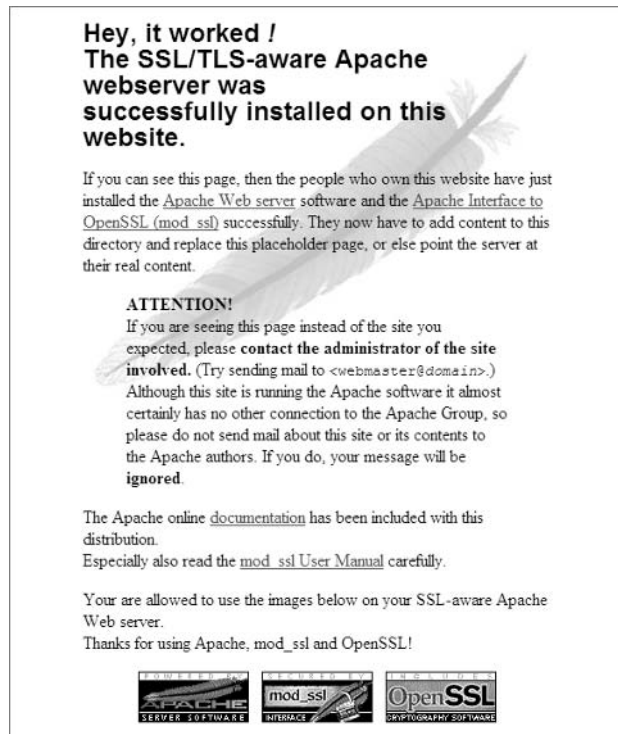 Hey, it worked !
The SSL/TLS-aware Apache
webserver was
successfully installed on this
website.
If you can see this page, then the people who own this website have just
installed the Apache Web server software and the Apache Interface to
OpenSSL (mod_ssl) successfully. They now have to add content to this
directory and replace this placeholder page, or else point the server at
their real content.
ATTENTION!
If you are seeing this page instead of the site you
expected, please contact the administrator of the site
involved. (Try sending mail to <webmaster@domain>.)
Although this site is running the Apache software it almost
certainly has no other connection to the Apache Group, so
please do not send mail about this site or its contents to
the Apache authors. If you do, your message will be
ignored.
The Apache online documentation has been included with this
distribution.
Especially also read the mod_ssl User Manual carefully.
Your are allowed to use the images below on your SSL-aware Apache
Web server.
Thanks for using Apache, mod_ssl and OpenSSL!
POWERED BY
APACHE
SERVER SOFTWARE
SECURED BY
mod_ssl
INTERFACE
INCLUDES
OpenSSL
CRYPTOGRAPHY SOFTWARE